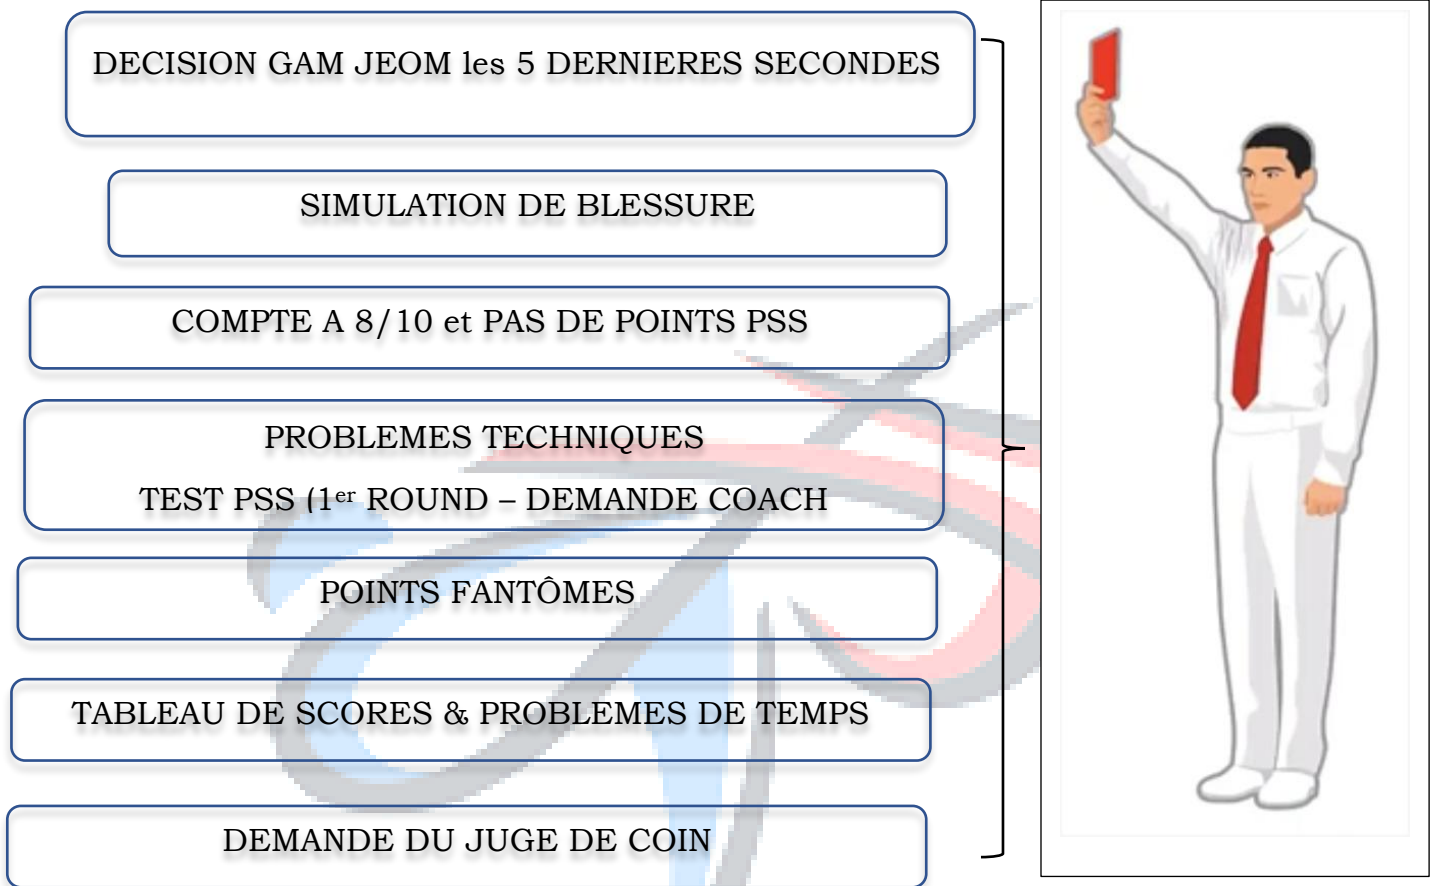 DECISION GAM JEOM les 5 DERNIERES SECONDES
SIMULATION DE BLESSURE
COMPTE A 8/10 et PAS DE POINTS PSS
PROBLEMES TECHNIQUES
TEST PSS (1er ROUND – DEMANDE COACH
POINTS FANTÔMES
TABLEAU DE SCORES & PROBLEMES DE TEMPS
DEMANDE DU JUGE DE COIN